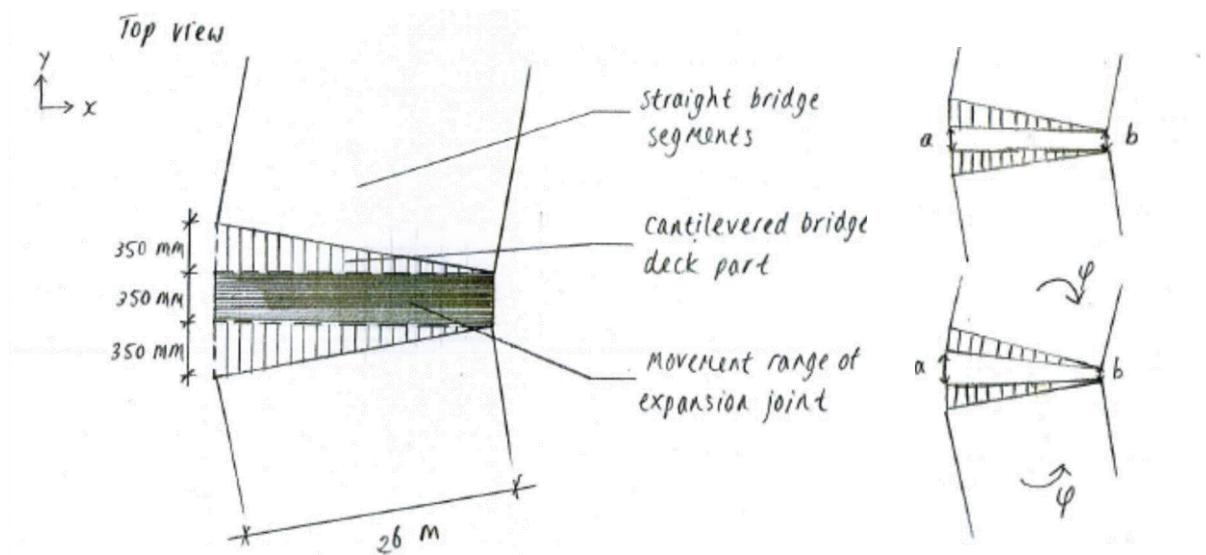 Top view
Y
x
straight bridge
segments
cantilevered bridge
deck part
movement range of
expansion joint
350 mm
350 mm
350 mm
26 m
a
b
φ
a
b
φ